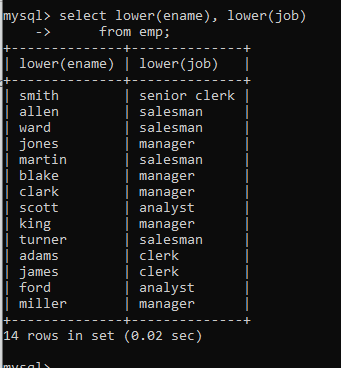 mysql> select lower(ename), lower(job)
    ->      from emp;
+--------------+--------------+
| lower(ename) | lower(job)   |
+--------------+--------------+
| smith        | senior clerk |
| allen        | salesman     |
| ward         | salesman     |
| jones        | manager      |
| martin       | salesman     |
| blake        | manager      |
| clark        | manager      |
| scott        | analyst      |
| king         | manager      |
| turner       | salesman     |
| adams        | clerk        |
| james        | clerk        |
| ford         | analyst      |
| miller       | manager      |
+--------------+--------------+
14 rows in set (0.02 sec)

mysql>